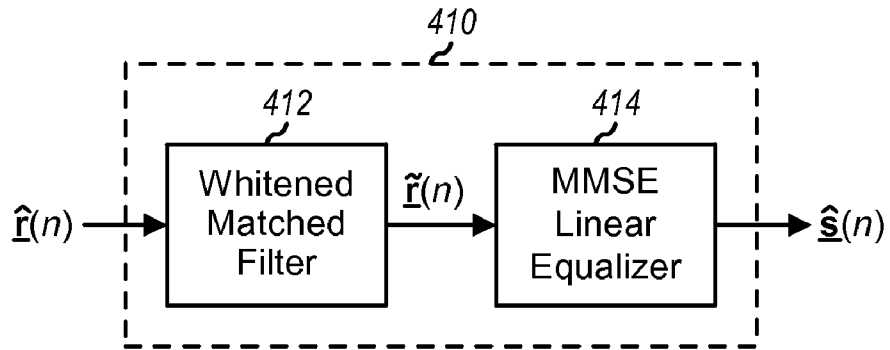 410
412
414
Whitened
Matched
Filter
MMSE
Linear
Equalizer
r̲̂(n)
r̲̃(n)
ŝ̲(n)